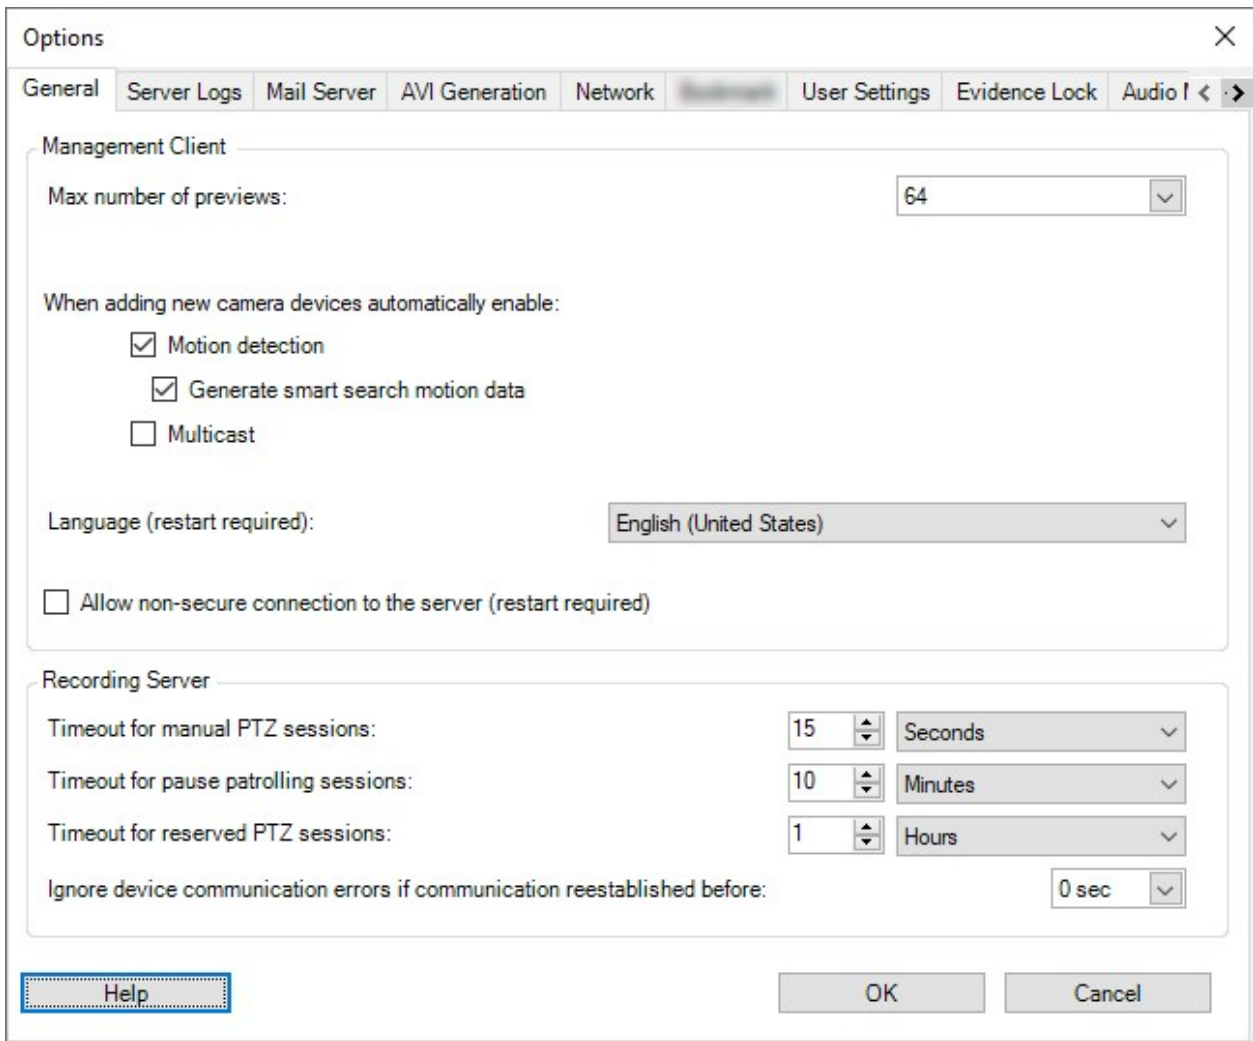 Options
General Server Logs Mail Server AVI Generation Network User Settings Evidence Lock Audio
Management Client
Max number of previews: 64
When adding new camera devices automatically enable:
Motion detection
Generate smart search motion data
Multicast
Language (restart required): English (United States)
Allow non-secure connection to the server (restart required)
Recording Server
Timeout for manual PTZ sessions: 15 Seconds
Timeout for pause patrolling sessions: 10 Minutes
Timeout for reserved PTZ sessions: 1 Hours
Ignore device communication errors if communication reestablished before: 0 sec
Help OK Cancel